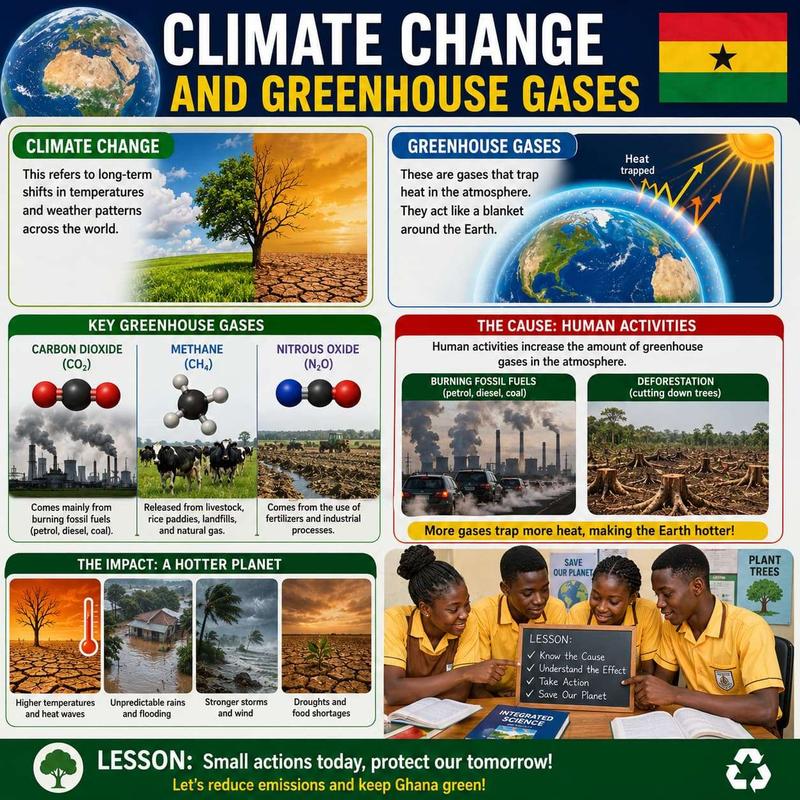 CLIMATE CHANGE
AND GREENHOUSE GASES
CLIMATE CHANGE
This refers to long-term
shifts in temperatures
and weather patterns
across the world.
GREENHOUSE GASES
These are gases that trap
heat in the atmosphere.
They act like a blanket
around the Earth.
Heat
trapped
KEY GREENHOUSE GASES
CARBON DIOXIDE
(CO₂)
Comes mainly from
burning fossil fuels
(petrol, diesel, coal).
METHANE
(CH₄)
Released from livestock,
rice paddies, landfills,
and natural gas.
NITROUS OXIDE
(N₂O)
Comes from the use of
fertilizers and industrial
processes.
THE CAUSE: HUMAN ACTIVITIES
Human activities increase the amount of greenhouse
gases in the atmosphere.
BURNING FOSSIL FUELS
(petrol, diesel, coal)
DEFORESTATION
(cutting down trees)
More gases trap more heat, making the Earth hotter!
THE IMPACT: A HOTTER PLANET
Higher temperatures
and heat waves
Unpredictable rains
and flooding
Stronger storms
and wind
Droughts and
food shortages
SAVE
OUR PLANET
PLANT
TREES
LESSON:
✓ Know the Cause
✓ Understand the Effect
✓ Take Action
✓ Save Our Planet
INTEGRATED
SCIENCE
LESSON: Small actions today, protect our tomorrow!
Let's reduce emissions and keep Ghana green!